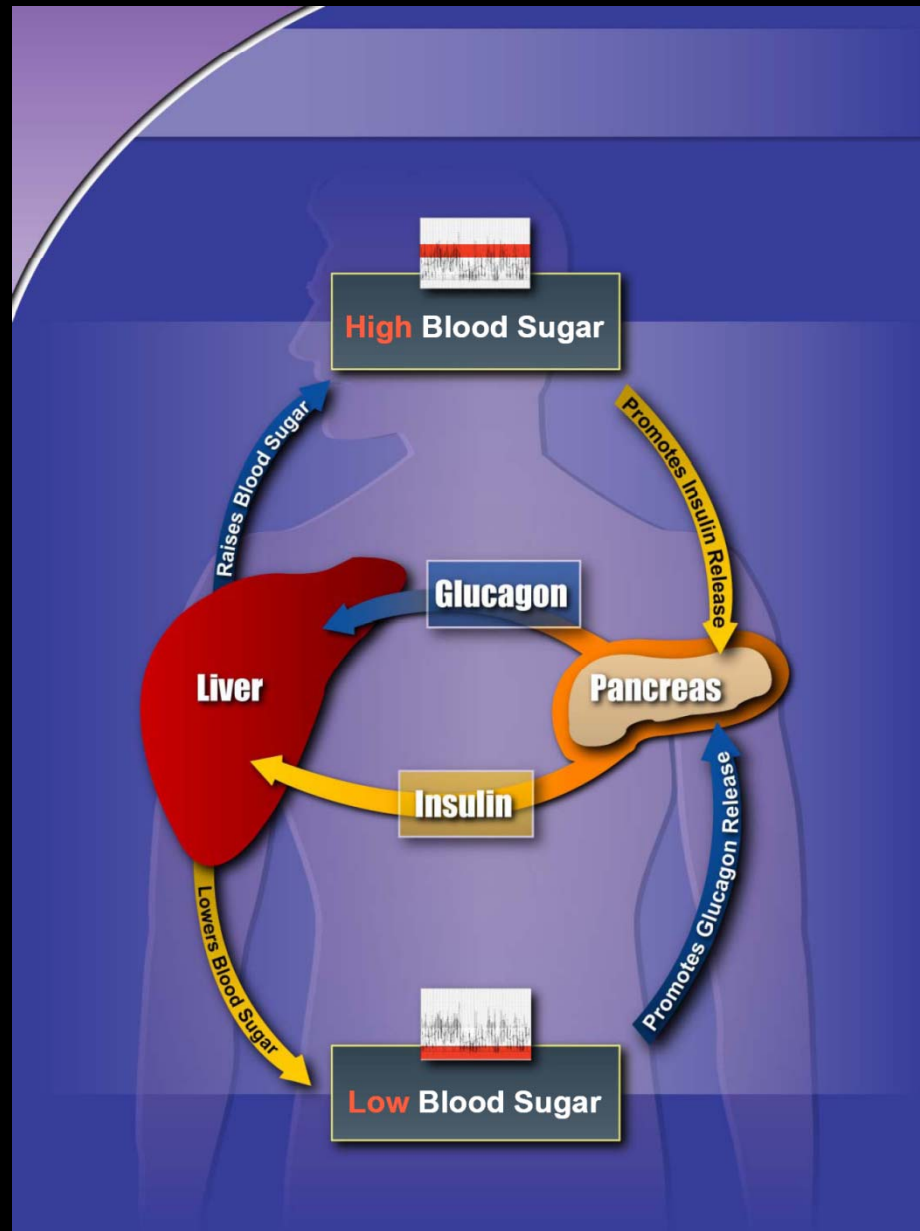 High Blood Sugar
Raises Blood Sugar
Promotes Insulin Release
Glucagon
Liver
Pancreas
Insulin
Lowers Blood Sugar
Promotes Glucagon Release
Low Blood Sugar